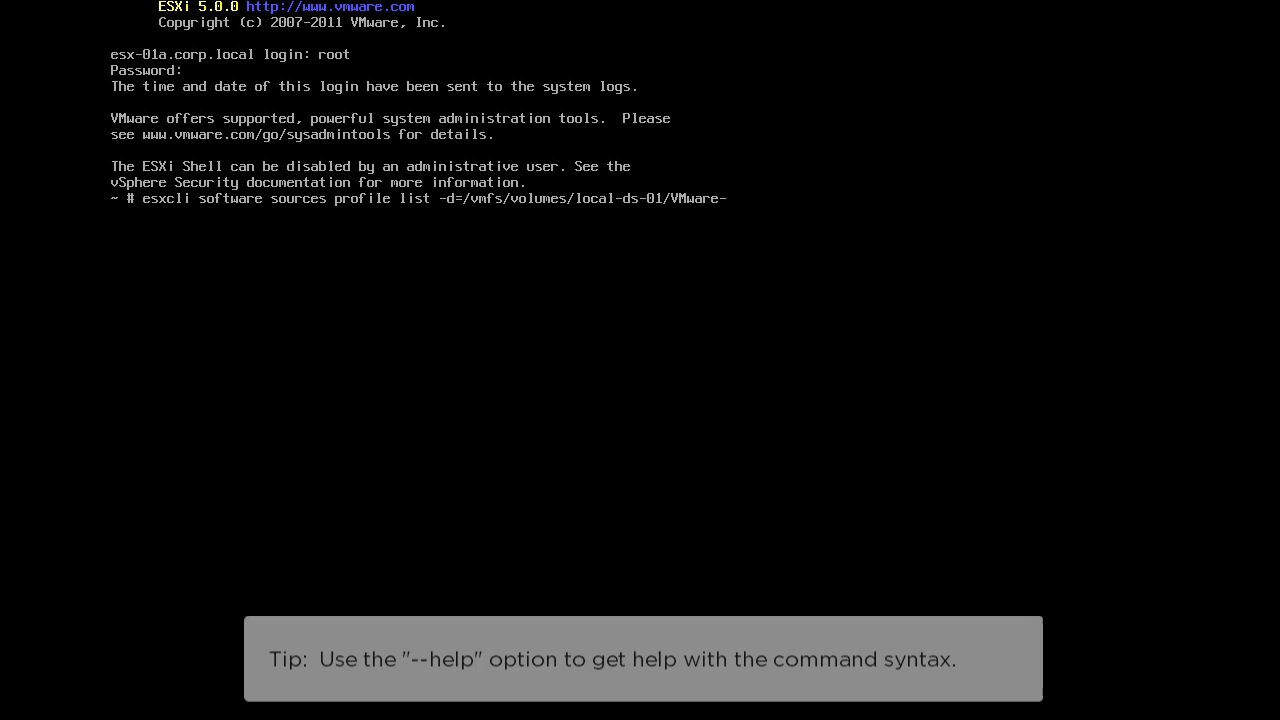 ESXi 5.0.0 http://www.vmware.com
Copyright (c) 2007-2011 VMware, Inc.
esx-01a.corp.local login: root
Password:
The time and date of this login have been sent to the system logs.
VMware offers supported, powerful system administration tools.  Please
see www.vmware.com/go/sysadmintools for details.
The ESXi Shell can be disabled by an administrative user. See the
vSphere Security documentation for more information.
~ # esxcli software sources profile list -d=/vmfs/volumes/local-ds-01/VMware-
Tip:  Use the "--help" option to get help with the command syntax.